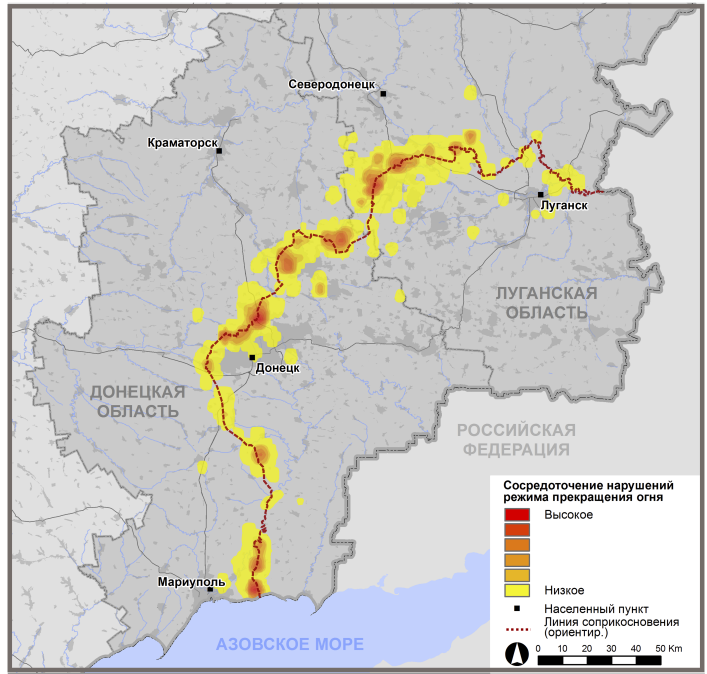 Северодонецк
Краматорск
Луганск
ЛУГАНСКАЯ
ОБЛАСТЬ
Донецк
ДОНЕЦКАЯ
ОБЛАСТЬ
РОССИЙСКАЯ
ФЕДЕРАЦИЯ
Мариуполь
АЗОВСКОЕ МОРЕ
Сосредоточение нарушений
режима прекращения огня
Высокое
Низкое
Населенный пункт
Линия соприкосновения
(ориентир.)
0 10 20 30 40 50 Km